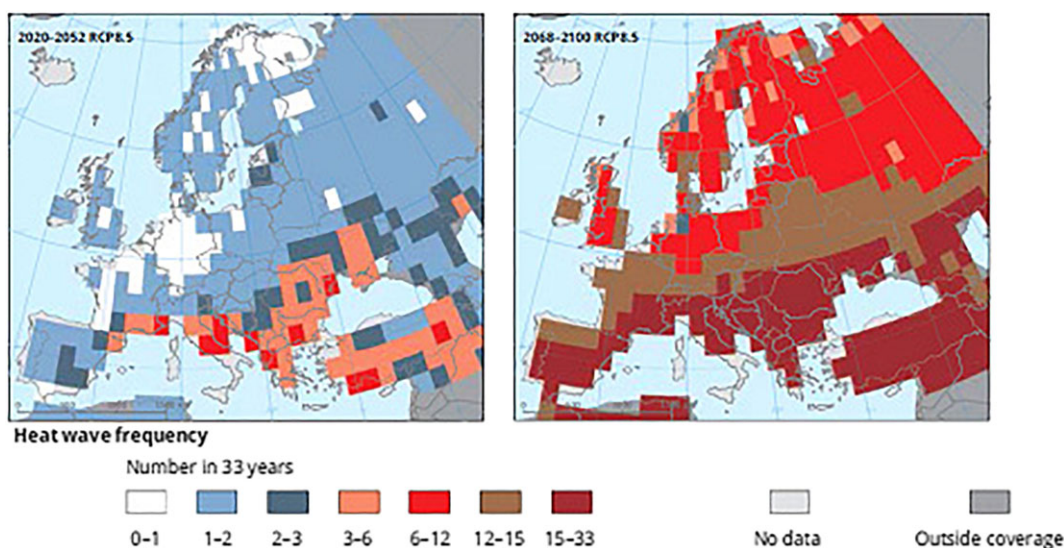 2020–2052 RCP8.5
2068–2100 RCP8.5
Heat wave frequency
Number in 33 years
0–1
1–2
2–3
3–6
6–12
12–15
15–33
No data
Outside coverage